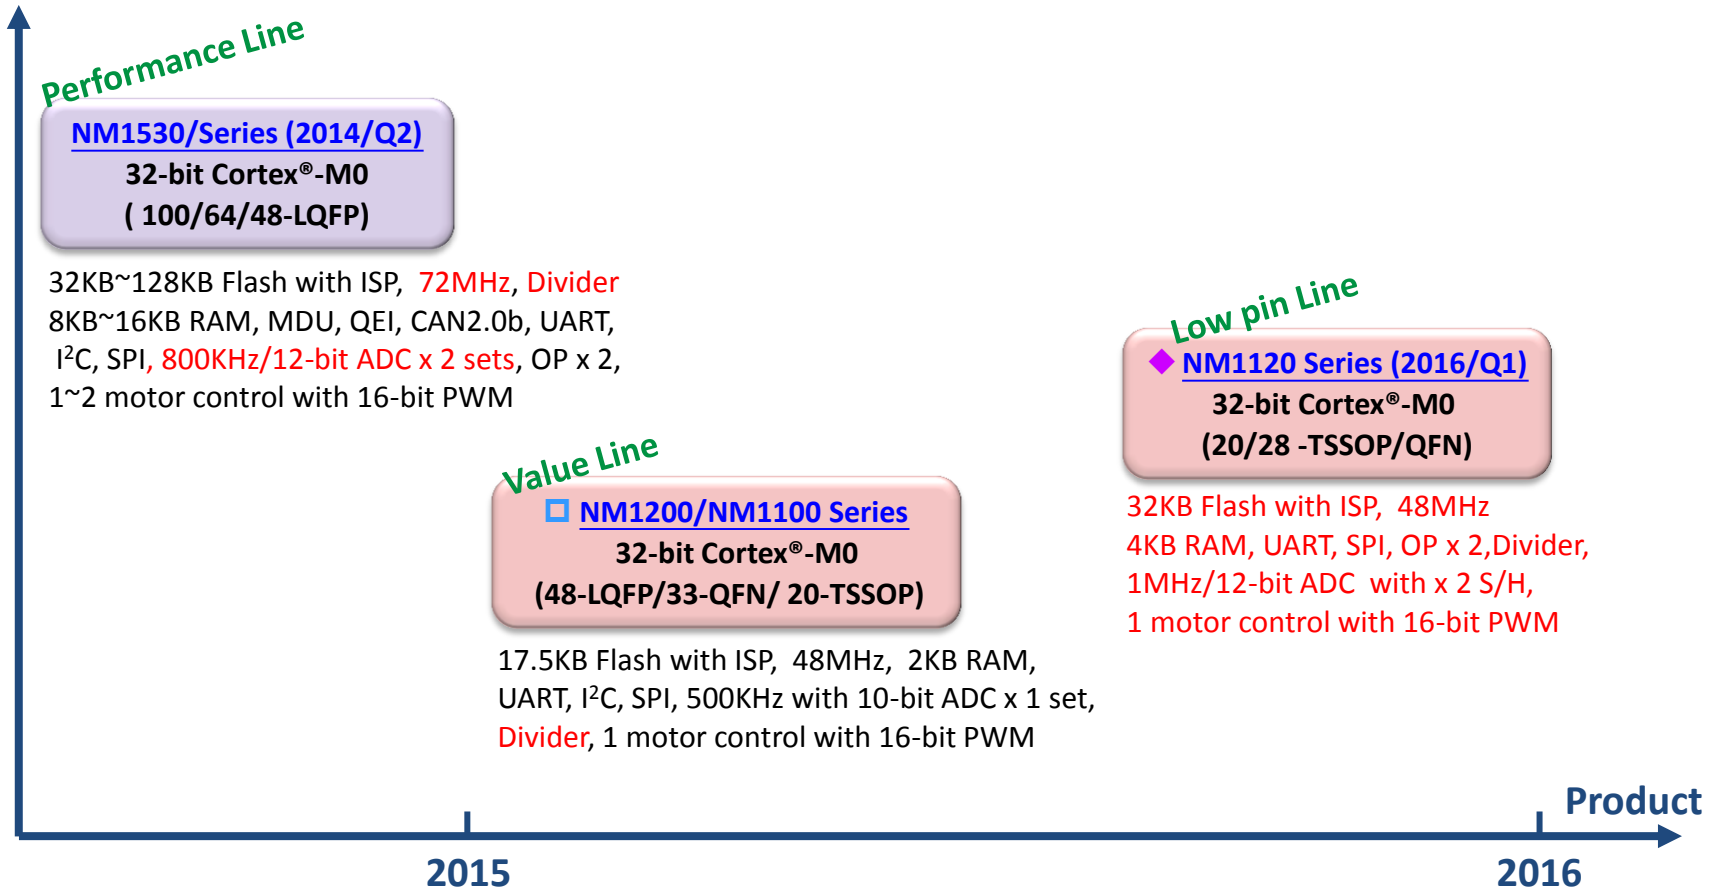 Performance Line
NM1530/Series (2014/Q2)
32-bit Cortex®-M0
( 100/64/48-LQFP)
32KB~128KB Flash with ISP, 72MHz, Divider
8KB~16KB RAM, MDU, QEI, CAN2.0b, UART,
I²C, SPI, 800KHz/12-bit ADC x 2 sets, OP x 2,
1~2 motor control with 16-bit PWM
Value Line
NM1200/NM1100 Series
32-bit Cortex®-M0
(48-LQFP/33-QFN/ 20-TSSOP)
17.5KB Flash with ISP, 48MHz, 2KB RAM,
UART, I²C, SPI, 500KHz with 10-bit ADC x 1 set,
Divider, 1 motor control with 16-bit PWM
Low pin Line
NM1120 Series (2016/Q1)
32-bit Cortex®-M0
(20/28 -TSSOP/QFN)
32KB Flash with ISP, 48MHz
4KB RAM, UART, SPI, OP x 2,Divider,
1MHz/12-bit ADC with x 2 S/H,
1 motor control with 16-bit PWM
Product
2015
2016